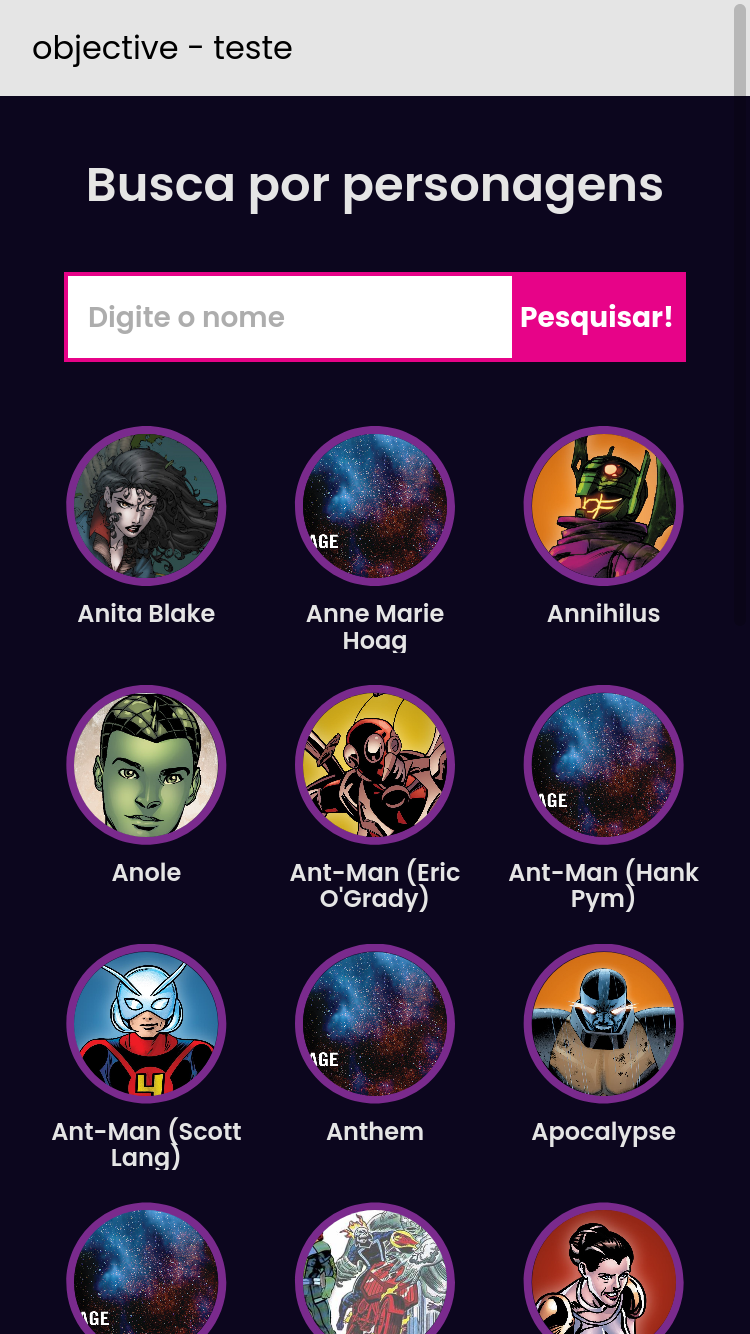 objective - teste
Busca por personagens
Digite o nome
Pesquisar!
AGE
Anita Blake
Anne Marie
Hoag
Annihilus
AGE
Anole
Ant-Man (Eric
O'Grady)
Ant-Man (Hank
Pym)
4
AGE
Ant-Man (Scott
Lang)
Anthem
Apocalypse
AGE